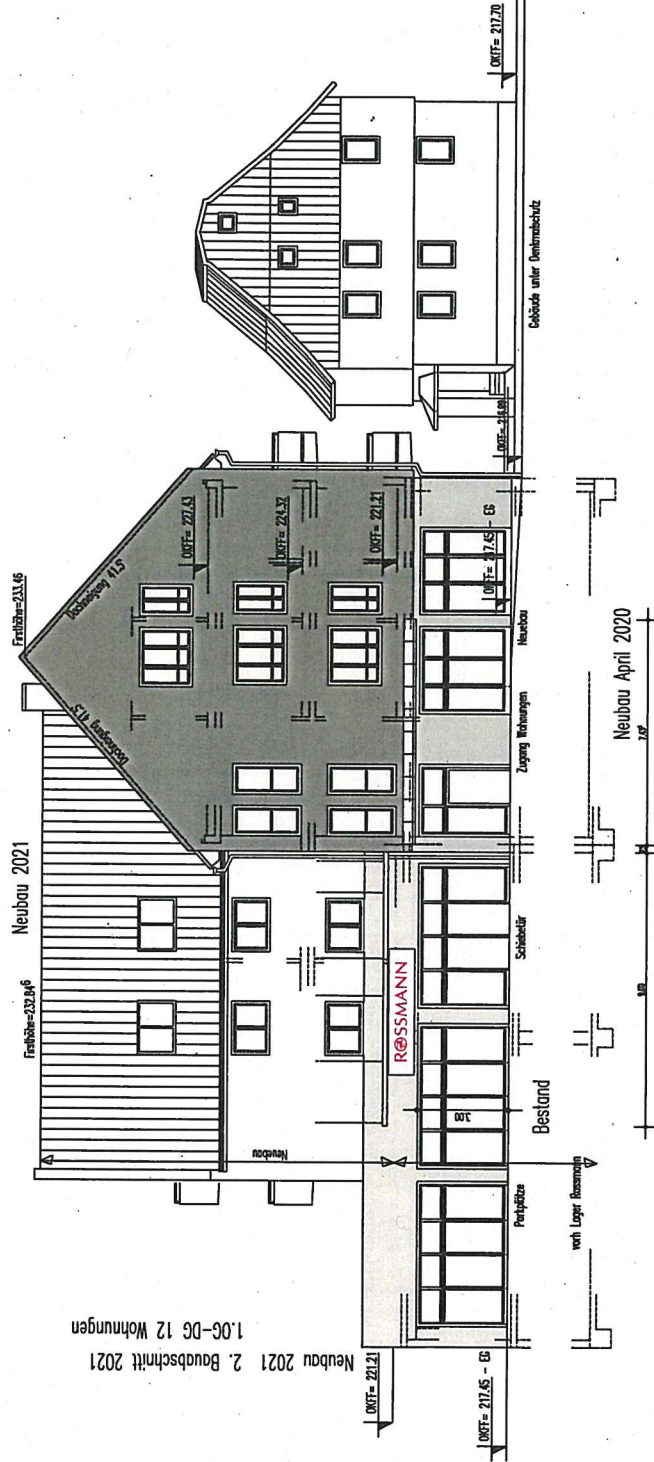 Neubau 2021 2. Bauabschnitt 2021
1.OG-DG 12 Wohnungen
Neubau 2021
Firsthöhe=232.84⁶
Firsthöhe=233.46
Dachneigung 41.5°
Dachneigung 41.5°
OKFF= 227.43
OKFF= 224.32
OKFF= 221.21
OKFF= 217.45 - EG
OKFF= 217.70
OKFF= 221.21
OKFF= 217.45 - EG
Neuebau
ROSSMANN
3.00
Bestand
Parkplätze
Schiebetür
Zugang Wohnungen
Neuebau
Gebäude unter Denkmalschutz
vorh Lager Rossmann
Neubau April 2020